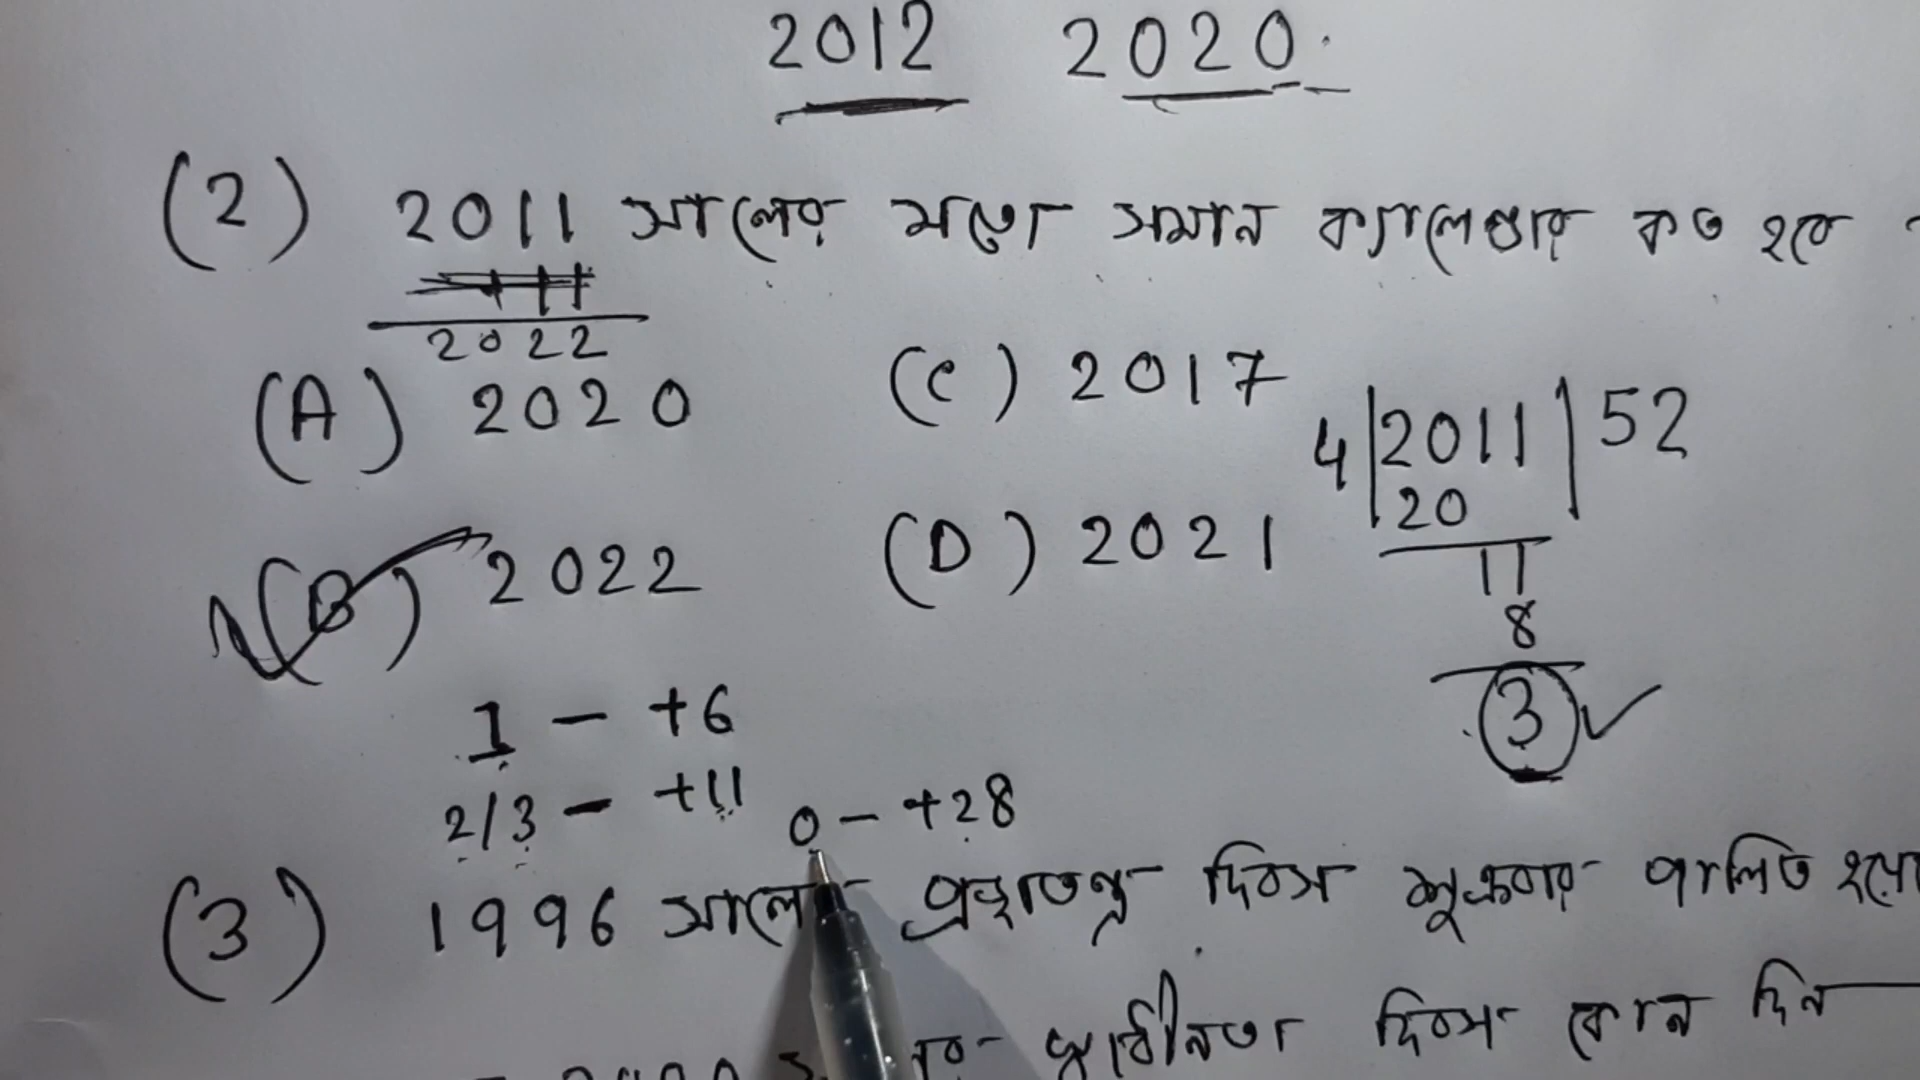 2012 2020
(2) 2011 সালের মতো সমান ক্যালেণ্ডার কত হবে
11
2022
(A) 2020
(C) 2017
(B) 2022
(D) 2021
4 | 2011 | 52
20
11
8
3
1 - +6
2/3 - +11
0 - +28
(3) 1996 সালে প্রজাতন্ত্র দিবস শুক্রবার পালিত
স্বাধীনতা দিবস কোন দিন